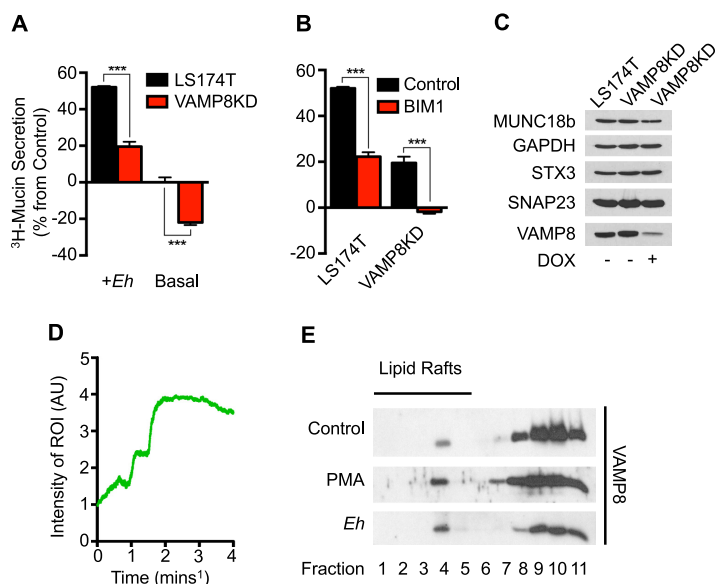 A
³H-Mucin Secretion
(% from Control)
60
40
20
0
-20
-40
***
LS174T
VAMP8KD
***
+Eh
Basal
B
60
40
20
0
-20
***
Control
BIM1
***
LS174T
VAMP8KD
C
LS174T
VAMP8KD
VAMP8KD
MUNC18b
GAPDH
STX3
SNAP23
VAMP8
DOX - - +
D
Intensity of ROI (AU)
5
4
3
2
1
0
0 1 2 3 4
Time (mins¹)
E
Lipid Rafts
Control
PMA
Eh
VAMP8
Fraction 1 2 3 4 5 6 7 8 9 10 11